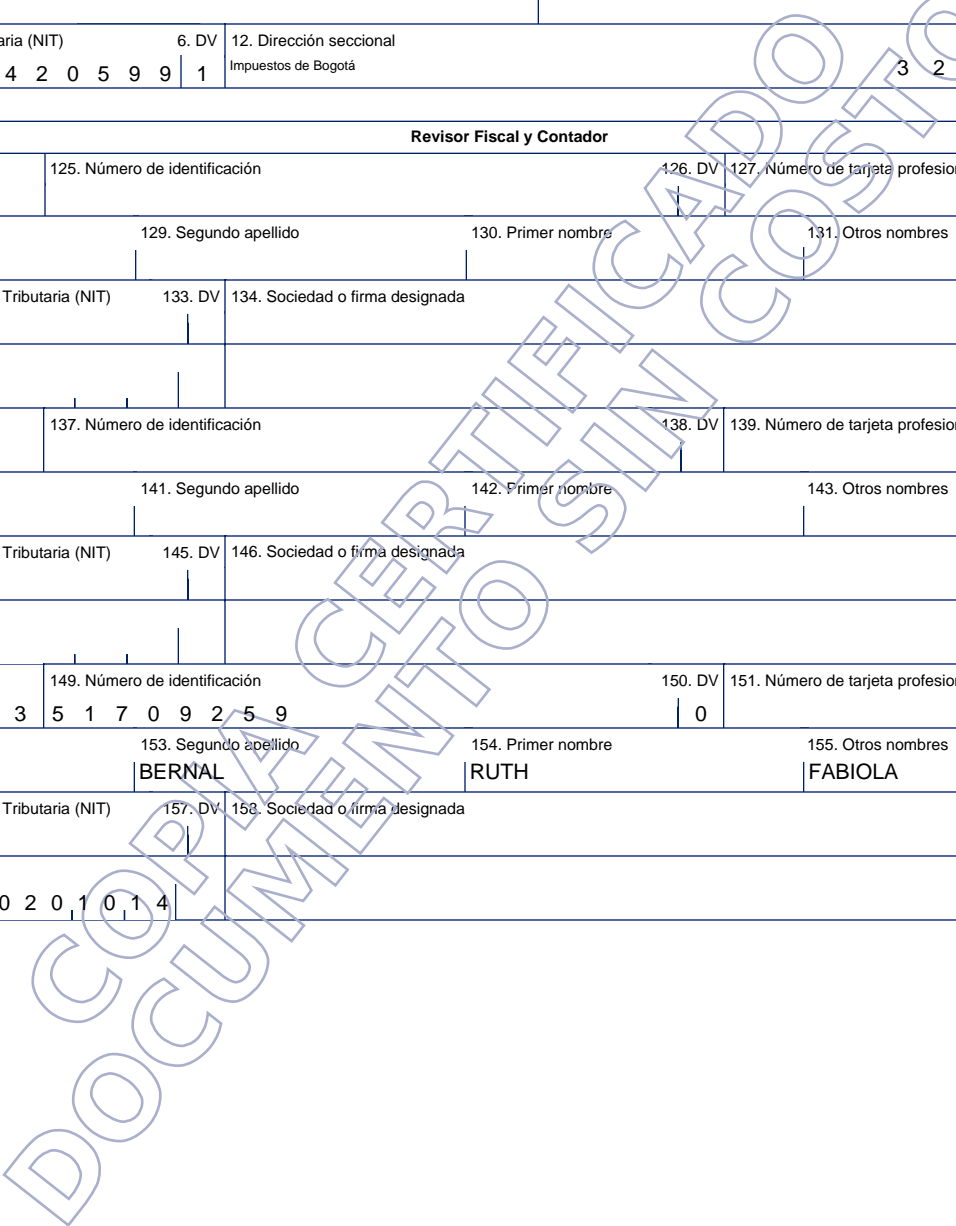 aria (NIT) 6. DV 12. Dirección seccional
4 2 0 5 9 9 1 Impuestos de Bogotá 3 2
Revisor Fiscal y Contador
125. Número de identificación 126. DV 127. Número de tarjeta profesion
129. Segundo apellido 130. Primer nombre 131. Otros nombres
Tributaria (NIT) 133. DV 134. Sociedad o firma designada
137. Número de identificación 138. DV 139. Número de tarjeta profesion
141. Segundo apellido 142. Primer nombre 143. Otros nombres
Tributaria (NIT) 145. DV 146. Sociedad o firma designada
149. Número de identificación 150. DV 151. Número de tarjeta profesion
3 5 1 7 0 9 2 5 9 0
153. Segundo apellido 154. Primer nombre 155. Otros nombres
BERNAL RUTH FABIOLA
Tributaria (NIT) 157. DV 158. Sociedad o firma designada
0 2 0 1 0 1 4
COPIA CERTIFICADO
DOCUMENTO SIN COSTO